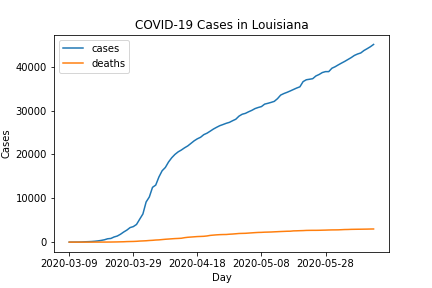 COVID-19 Cases in Louisiana
cases
deaths
Cases
40000
30000
20000
10000
0
2020-03-09 2020-03-29 2020-04-18 2020-05-08 2020-05-28
Day